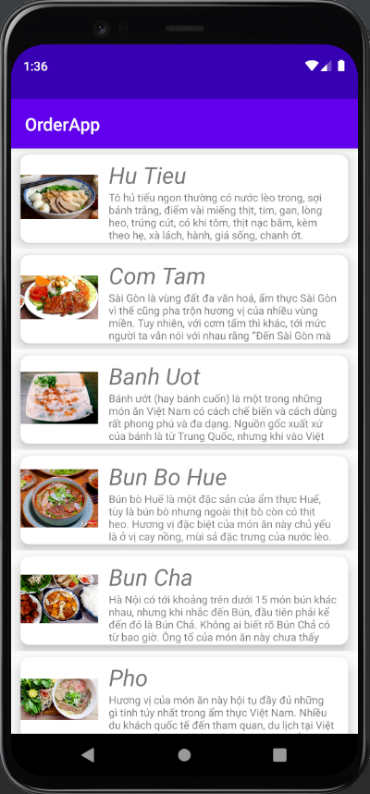 1:36
OrderApp
Hu Tieu
Tô hủ tiếu ngon thường có nước lèo trong, sợi
bánh trắng, điểm vài miếng thịt, tim, gan, lòng
heo, trứng cút, có khi tôm, thịt nạc bằm, kèm
theo hẹ, xà lách, hành, giá sống, chanh ớt.
Com Tam
Sài Gòn là vùng đất đa văn hoá, ẩm thực Sài Gòn
vì thế cũng pha trộn hương vị của nhiều vùng
miền. Tuy nhiên, với cơm tấm thì khác, tới mức
người ta vẫn nói với nhau rằng "Đến Sài Gòn mà
Banh Uot
Bánh ướt (hay bánh cuốn) là một trong những
món ăn Việt Nam có cách chế biến và cách dùng
rất phong phú và đa dạng. Nguồn gốc xuất xứ
của bánh là từ Trung Quốc, nhưng khi vào Việt
Bun Bo Hue
Bún bò Huế là một đặc sản của ẩm thực Huế,
tùy là bún bò nhưng ngoài thịt bò còn có thịt
heo. Hương vị đặc biệt của món ăn này chủ yếu
là ở vị cay nồng, mùi sả đặc trưng của nước lèo.
Bun Cha
Hà Nội có tới khoảng trên dưới 15 món bún khác
nhau, nhưng khi nhắc đến Bún, đầu tiên phải kể
đến đó là Bún Chả. Không ai biết rõ Bún Chả có
từ bao giờ. Ông tổ của món ăn này chưa thấy
Pho
Hương vị của món ăn này hội tụ đầy đủ những
gì tinh túy nhất trong ẩm thực Việt Nam. Nhiều
du khách quốc tế đến tham quan, du lịch tại Việt